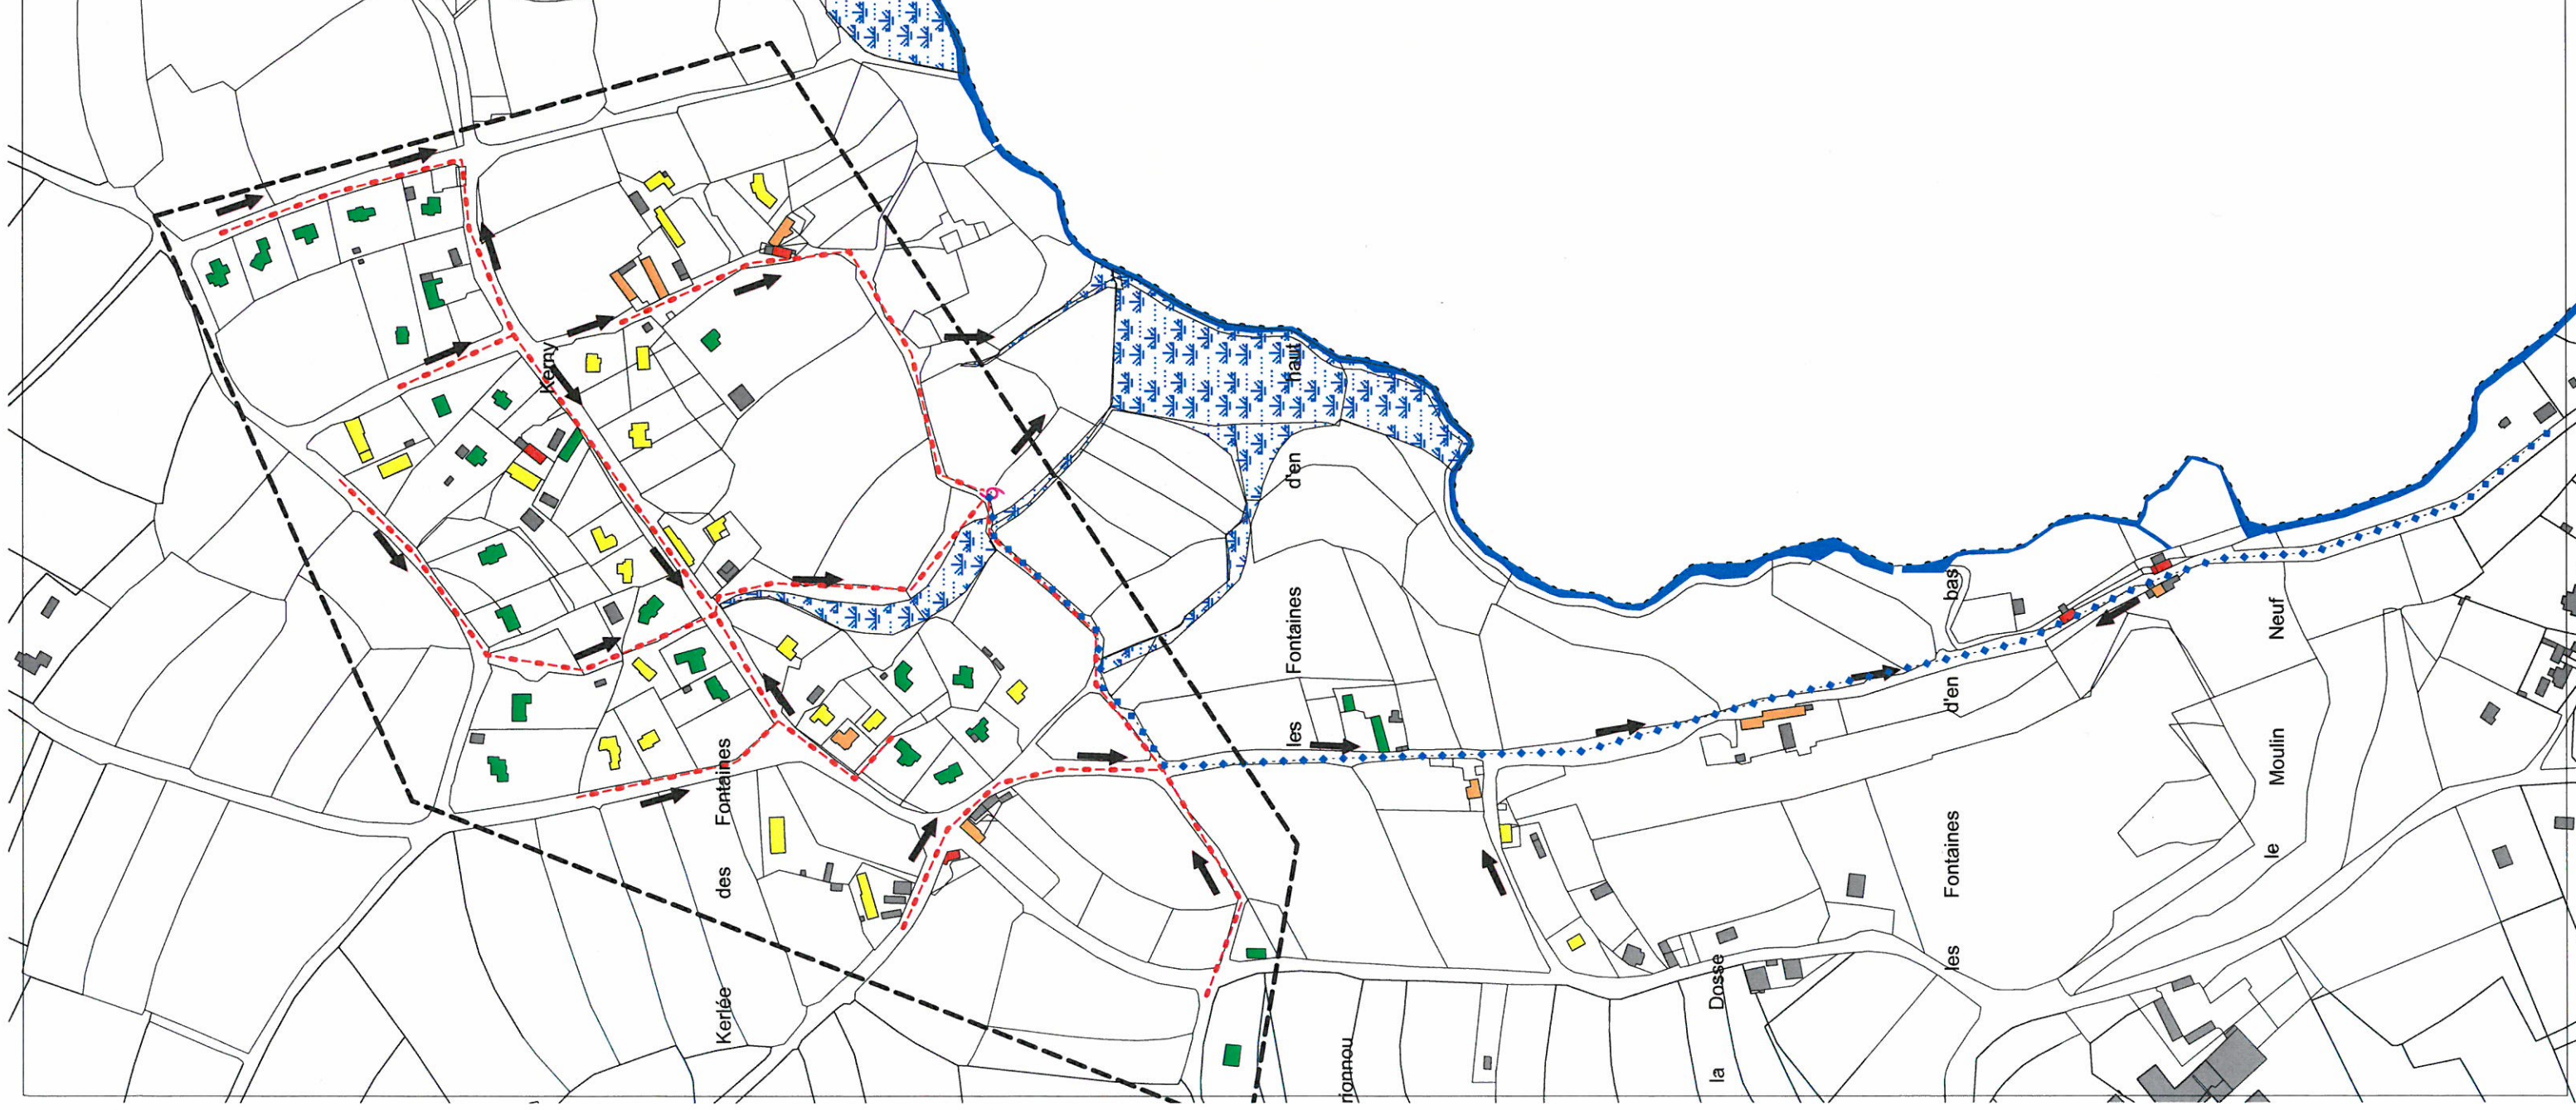 Kerny
Kerlée des Fontaines
les Fontaines d'en haut
la Dosse
les Fontaines d'en bas
le Moulin Neuf